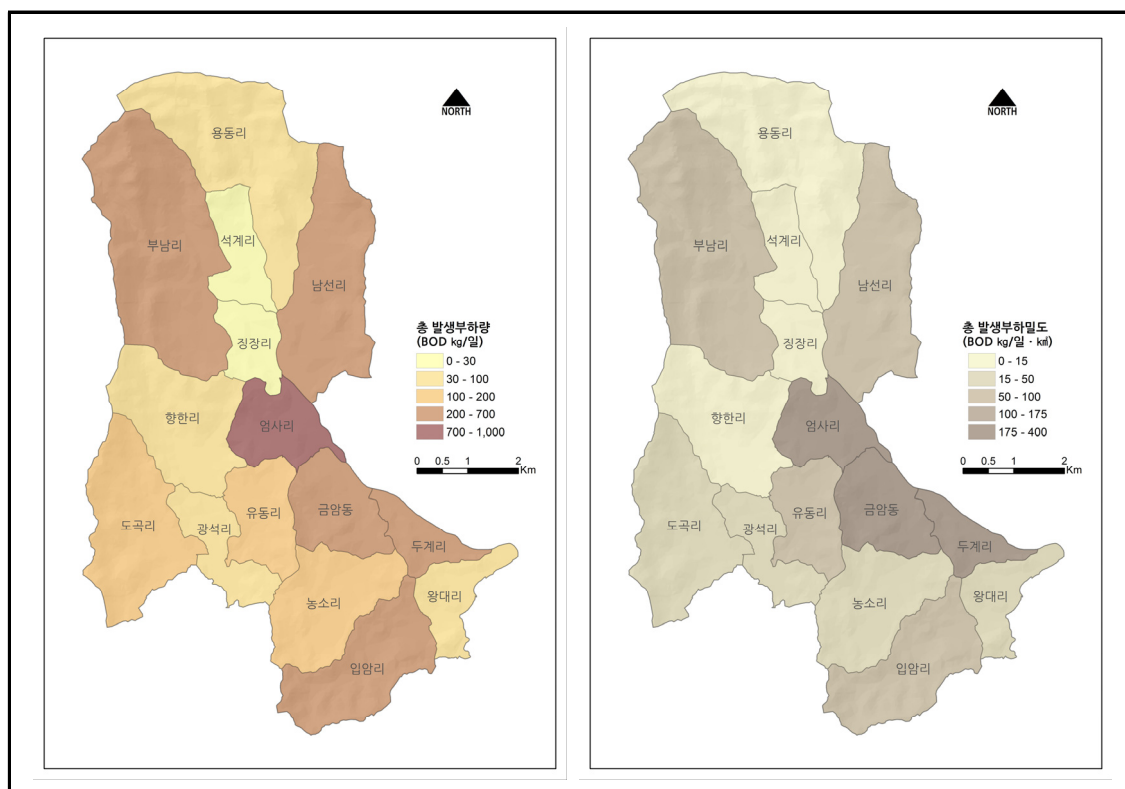 NORTH
용동리
부남리
석계리
남선리
징장리
향한리
엄사리
도곡리
광석리
유동리
금암동
두계리
왕대리
농소리
입암리
총 발생부하량
(BOD kg/일)
0 - 30
30 - 100
100 - 200
200 - 700
700 - 1,000
0 0.5 1 2
Km
NORTH
용동리
부남리
석계리
남선리
징장리
향한리
엄사리
도곡리
광석리
유동리
금암동
두계리
왕대리
농소리
입암리
총 발생부하밀도
(BOD kg/일 · ㎢)
0 - 15
15 - 50
50 - 100
100 - 175
175 - 400
0 0.5 1 2
Km